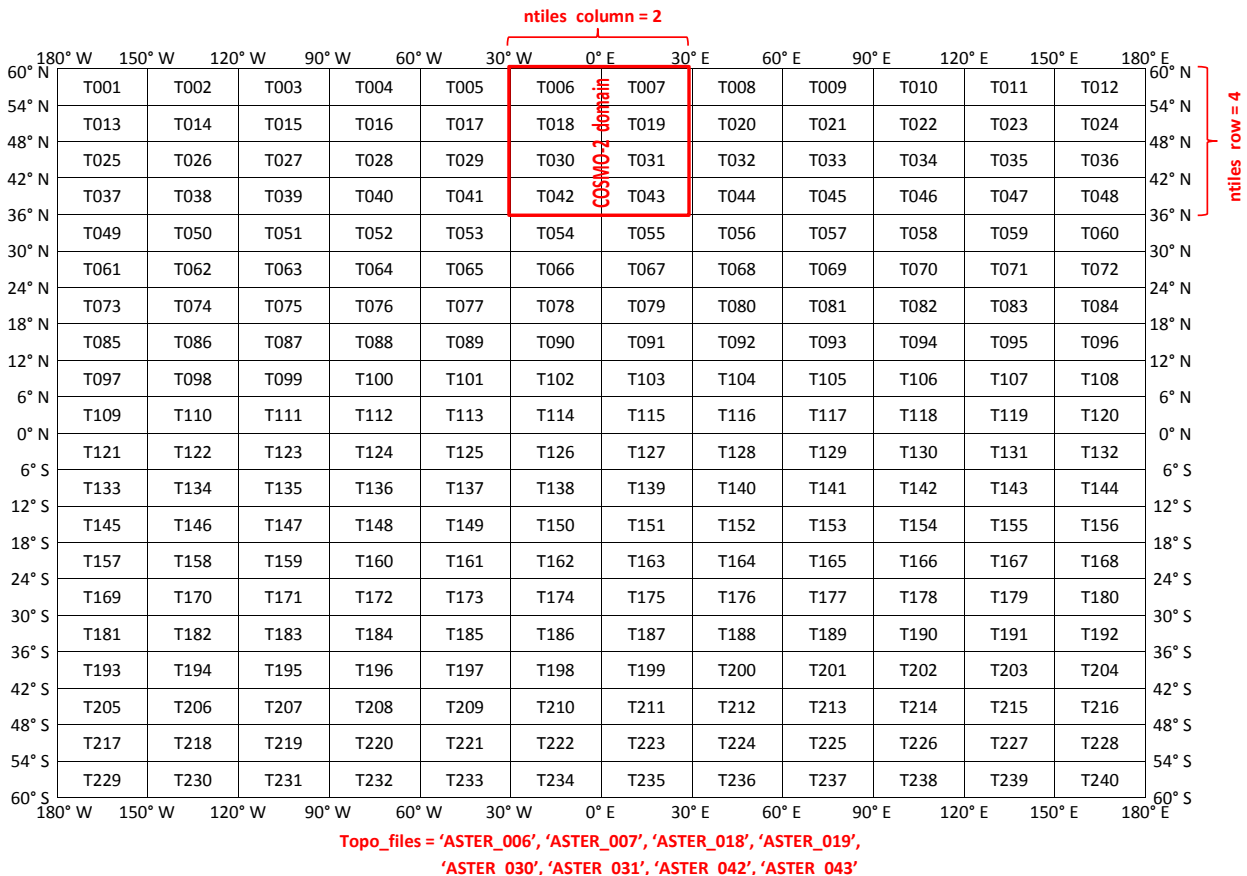 ntiles column = 2
180° W 150° W 120° W 90° W 60° W 30° W 0° E 30° E 60° E 90° E 120° E 150° E 180° E
60° N 60° N
T001 T002 T003 T004 T005 T006 T007 T008 T009 T010 T011 T012
54° N 54° N
T013 T014 T015 T016 T017 T018 T019 T020 T021 T022 T023 T024
48° N 48° N
T025 T026 T027 T028 T029 T030 T031 T032 T033 T034 T035 T036
42° N 42° N
T037 T038 T039 T040 T041 T042 T043 T044 T045 T046 T047 T048
36° N 36° N
COSMO-2 domain
ntiles row = 4
T049 T050 T051 T052 T053 T054 T055 T056 T057 T058 T059 T060
30° N 30° N
T061 T062 T063 T064 T065 T066 T067 T068 T069 T070 T071 T072
24° N 24° N
T073 T074 T075 T076 T077 T078 T079 T080 T081 T082 T083 T084
18° N 18° N
T085 T086 T087 T088 T089 T090 T091 T092 T093 T094 T095 T096
12° N 12° N
T097 T098 T099 T100 T101 T102 T103 T104 T105 T106 T107 T108
6° N 6° N
T109 T110 T111 T112 T113 T114 T115 T116 T117 T118 T119 T120
0° N 0° N
T121 T122 T123 T124 T125 T126 T127 T128 T129 T130 T131 T132
6° S 6° S
T133 T134 T135 T136 T137 T138 T139 T140 T141 T142 T143 T144
12° S 12° S
T145 T146 T147 T148 T149 T150 T151 T152 T153 T154 T155 T156
18° S 18° S
T157 T158 T159 T160 T161 T162 T163 T164 T165 T166 T167 T168
24° S 24° S
T169 T170 T171 T172 T173 T174 T175 T176 T177 T178 T179 T180
30° S 30° S
T181 T182 T183 T184 T185 T186 T187 T188 T189 T190 T191 T192
36° S 36° S
T193 T194 T195 T196 T197 T198 T199 T200 T201 T202 T203 T204
42° S 42° S
T205 T206 T207 T208 T209 T210 T211 T212 T213 T214 T215 T216
48° S 48° S
T217 T218 T219 T220 T221 T222 T223 T224 T225 T226 T227 T228
54° S 54° S
T229 T230 T231 T232 T233 T234 T235 T236 T237 T238 T239 T240
60° S 60° S
180° W 150° W 120° W 90° W 60° W 30° W 0° E 30° E 60° E 90° E 120° E 150° E 180° E
Topo_files = ‘ASTER_006’, ‘ASTER_007’, ‘ASTER_018’, ‘ASTER_019’,
‘ASTER 030’, ‘ASTER 031’, ‘ASTER 042’, ‘ASTER 043’